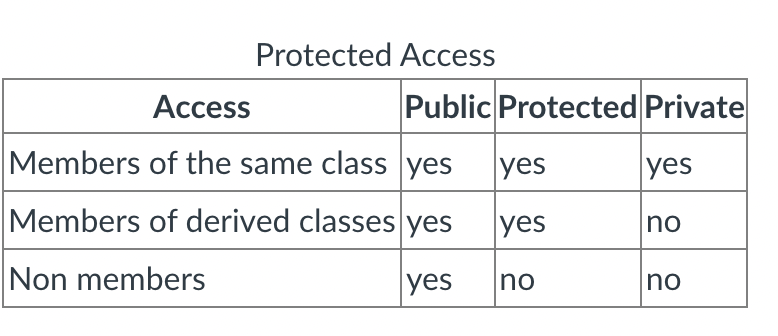 Protected Access
Access Public Protected Private
Members of the same class yes yes yes
Members of derived classes yes yes no
Non members yes no no